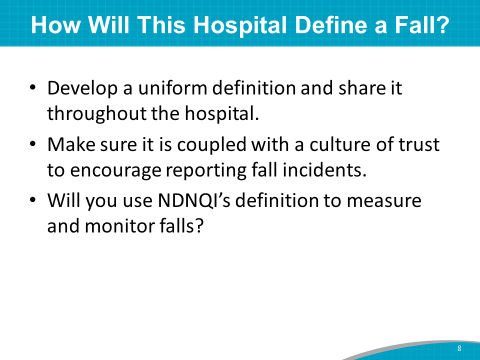 How Will This Hospital Define a Fall?
• Develop a uniform definition and share it
throughout the hospital.
• Make sure it is coupled with a culture of trust
to encourage reporting fall incidents.
• Will you use NDNQI’s definition to measure
and monitor falls?
8